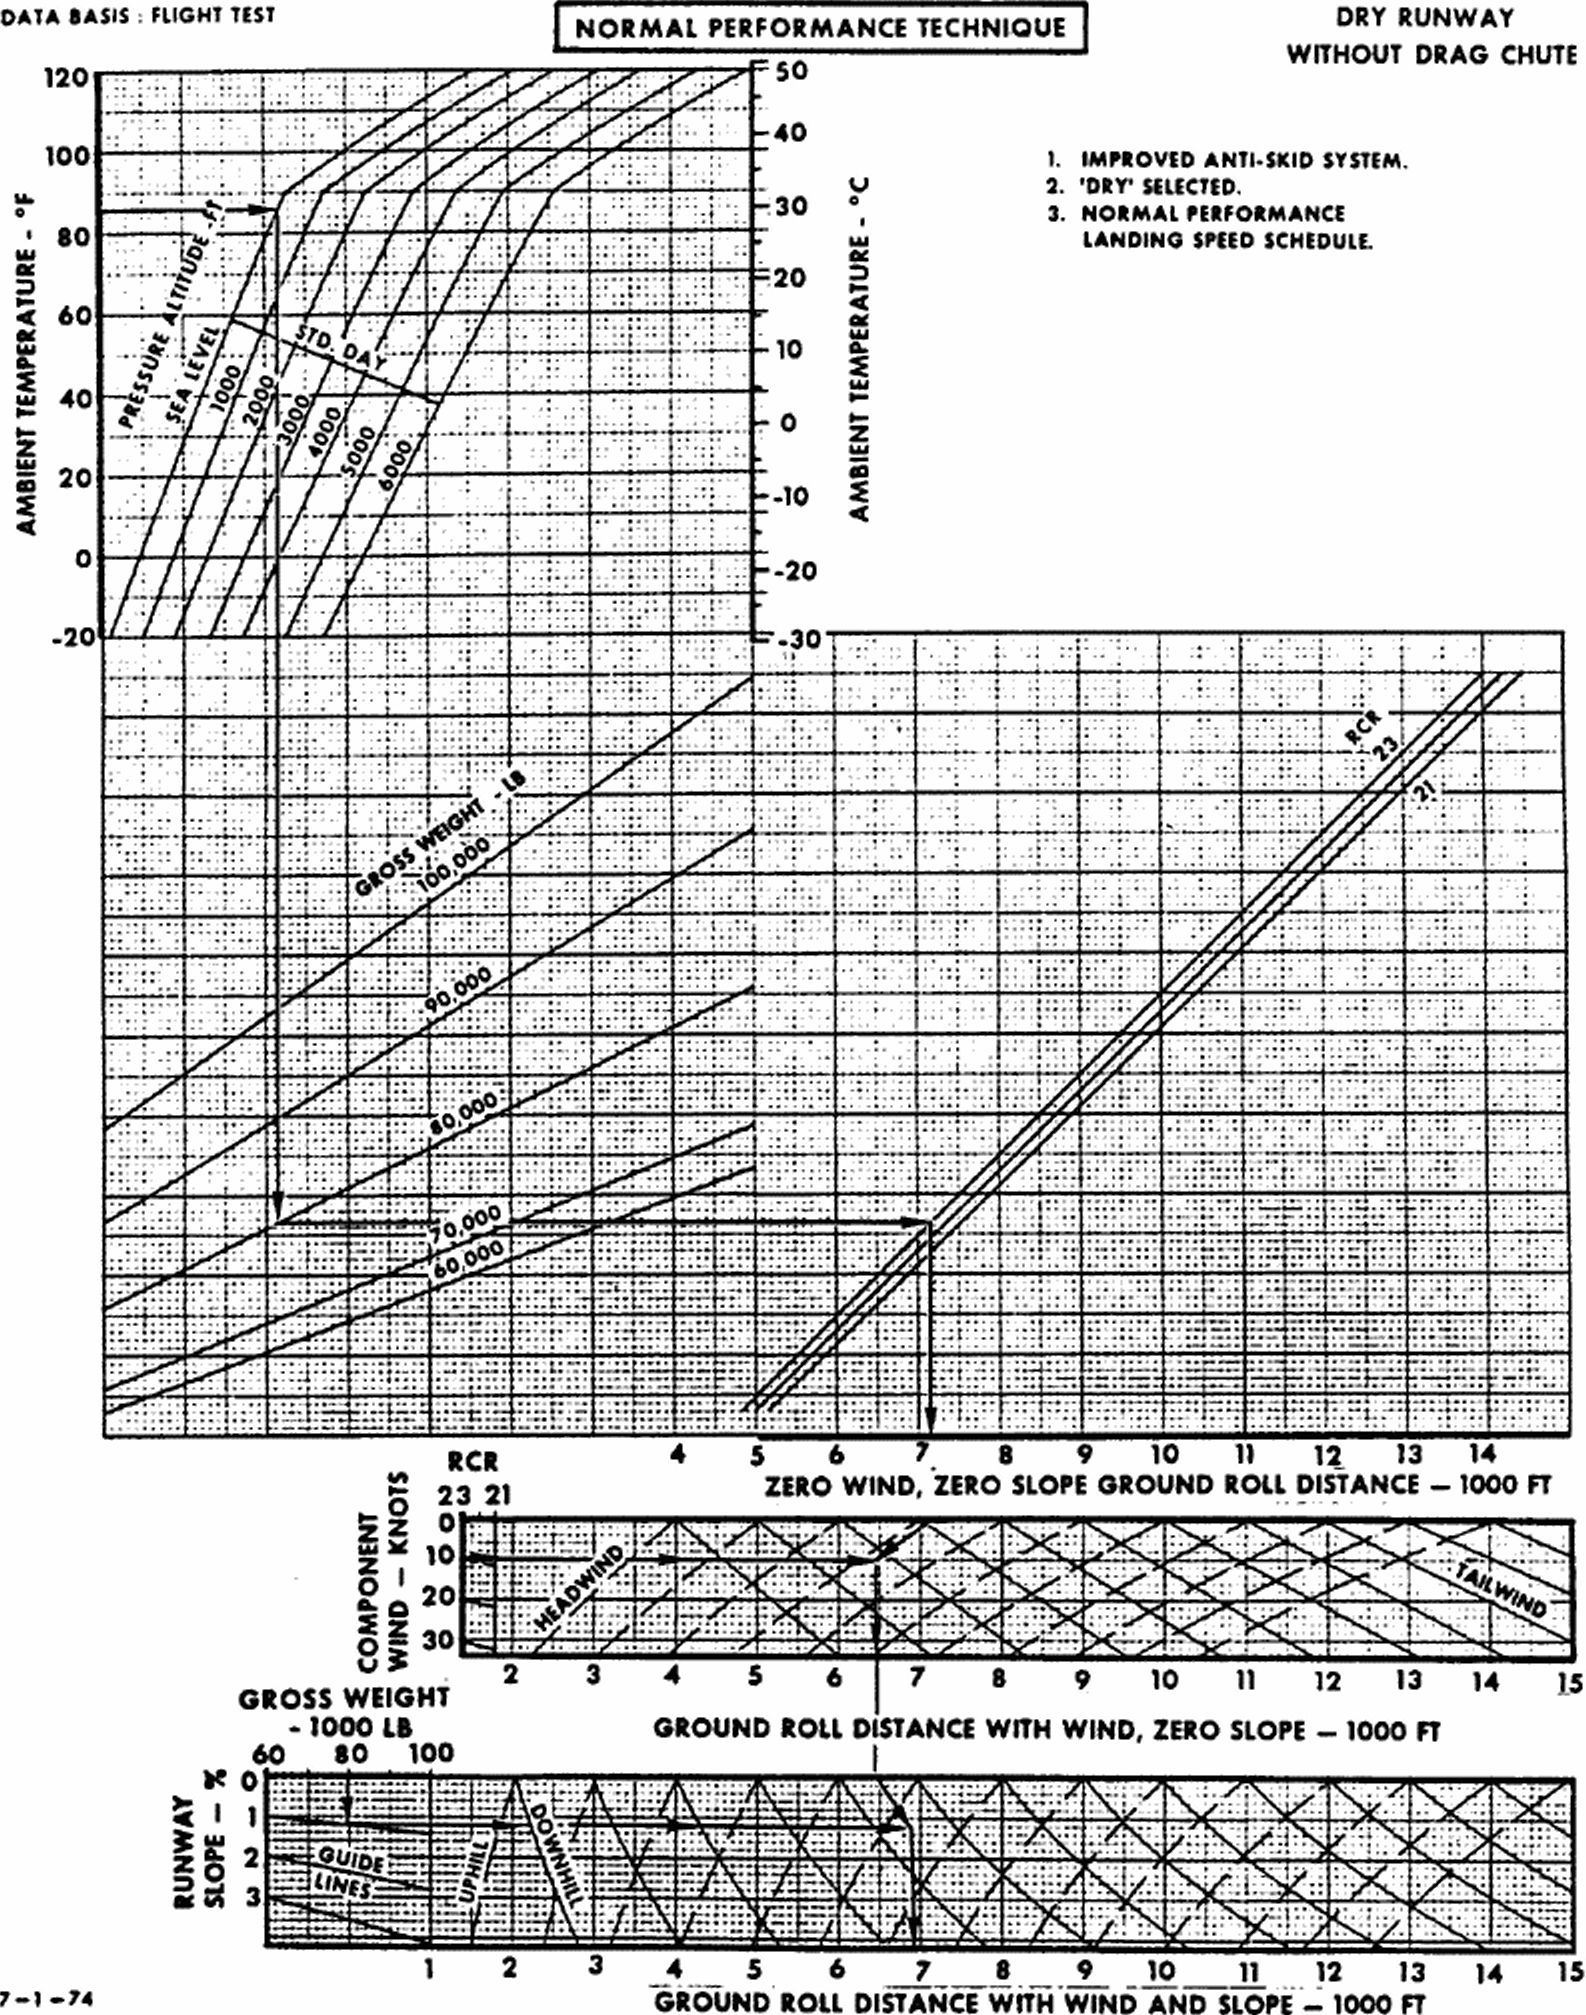 DATA BASIS : FLIGHT TEST
NORMAL PERFORMANCE TECHNIQUE
DRY RUNWAY
WITHOUT DRAG CHUTE
1. IMPROVED ANTI-SKID SYSTEM.
2. 'DRY' SELECTED.
3. NORMAL PERFORMANCE
LANDING SPEED SCHEDULE.
AMBIENT TEMPERATURE - °F
120
100
80
60
40
20
0
-20
50
40
30
20
10
0
-10
-20
-30
AMBIENT TEMPERATURE - °C
PRESSURE ALTITUDE - FT
SEA LEVEL
1000
2000
3000
4000
5000
6000
STD. DAY
GROSS WEIGHT - LB
100,000
90,000
80,000
70,000
60,000
RCR
23
21
4 5 6 7 8 9 10 11 12 13 14
ZERO WIND, ZERO SLOPE GROUND ROLL DISTANCE — 1000 FT
RCR
23 21
COMPONENT
WIND — KNOTS
0
10
20
30
HEADWIND
TAILWIND
2 3 4 5 6 7 8 9 10 11 12 13 14 15
GROUND ROLL DISTANCE WITH WIND, ZERO SLOPE — 1000 FT
GROSS WEIGHT
- 1000 LB
60 80 100
RUNWAY
SLOPE — %
0
1
2
3
GUIDE
LINES
UPHILL
DOWNHILL
1 2 3 4 5 6 7 8 9 10 11 12 13 14 15
GROUND ROLL DISTANCE WITH WIND AND SLOPE — 1000 FT
7-1-74